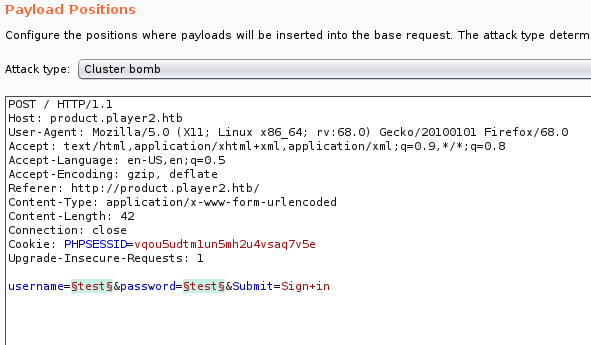 Payload Positions
Configure the positions where payloads will be inserted into the base request. The attack type determ
Attack type: Cluster bomb
POST / HTTP/1.1
Host: product.player2.htb
User-Agent: Mozilla/5.0 (X11; Linux x86_64; rv:68.0) Gecko/20100101 Firefox/68.0
Accept: text/html,application/xhtml+xml,application/xml;q=0.9,*/*;q=0.8
Accept-Language: en-US,en;q=0.5
Accept-Encoding: gzip, deflate
Referer: http://product.player2.htb/
Content-Type: application/x-www-form-urlencoded
Content-Length: 42
Connection: close
Cookie: PHPSESSID=vqou5udtm1un5mh2u4vsaq7v5e
Upgrade-Insecure-Requests: 1
username=§test§&password=§test§&Submit=Sign+in